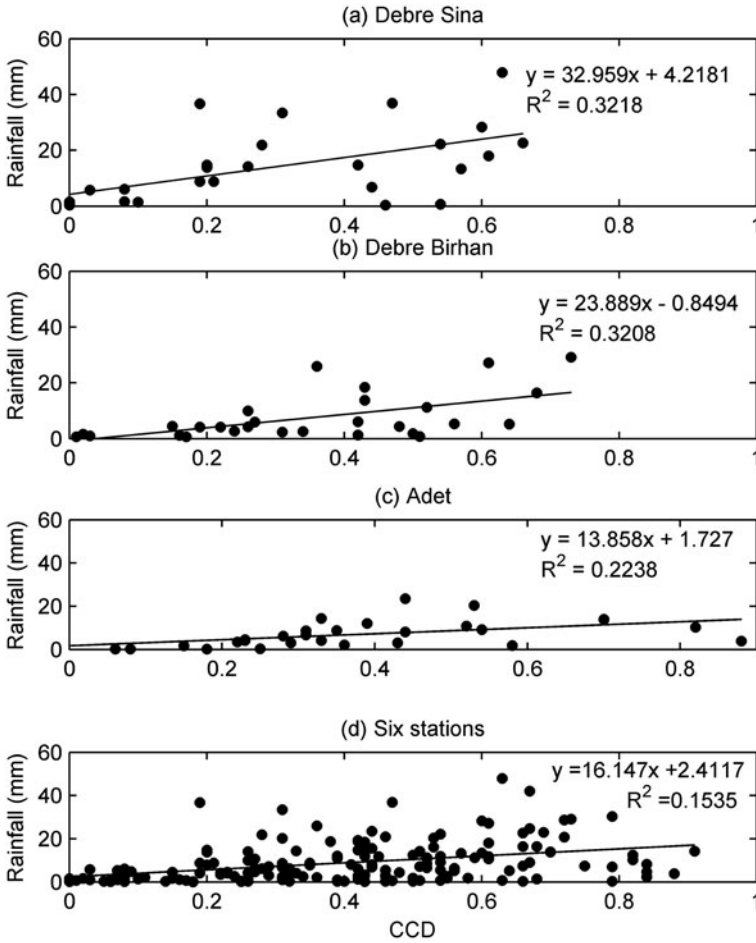 (a) Debre Sina
60
40
20
0
Rainfall (mm)
y = 32.959x + 4.2181
R² = 0.3218
0 0.2 0.4 0.6 0.8 1
(b) Debre Birhan
60
40
20
0
Rainfall (mm)
y = 23.889x - 0.8494
R² = 0.3208
0 0.2 0.4 0.6 0.8 1
(c) Adet
60
40
20
0
Rainfall (mm)
y = 13.858x + 1.727
R² = 0.2238
0 0.2 0.4 0.6 0.8 1
(d) Six stations
60
40
20
0
Rainfall (mm)
y =16.147x +2.4117
R² =0.1535
0 0.2 0.4 0.6 0.8 1
CCD